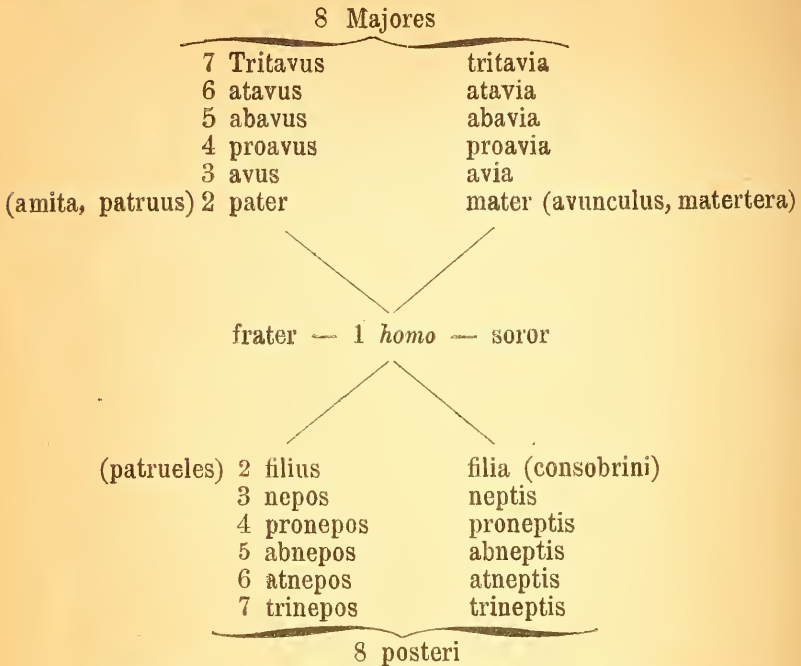 8 Majores
7 Tritavus tritavia
6 atavus atavia
5 abavus abavia
4 proavus proavia
3 avus avia
(amita, patruus) 2 pater mater (avunculus, matertera)
frater — 1 homo — soror
(patrueles) 2 filius filia (consobrini)
3 nepos neptis
4 pronepos proneptis
5 abnepos abneptis
6 atnepos atneptis
7 trinepos trineptis
8 posteri